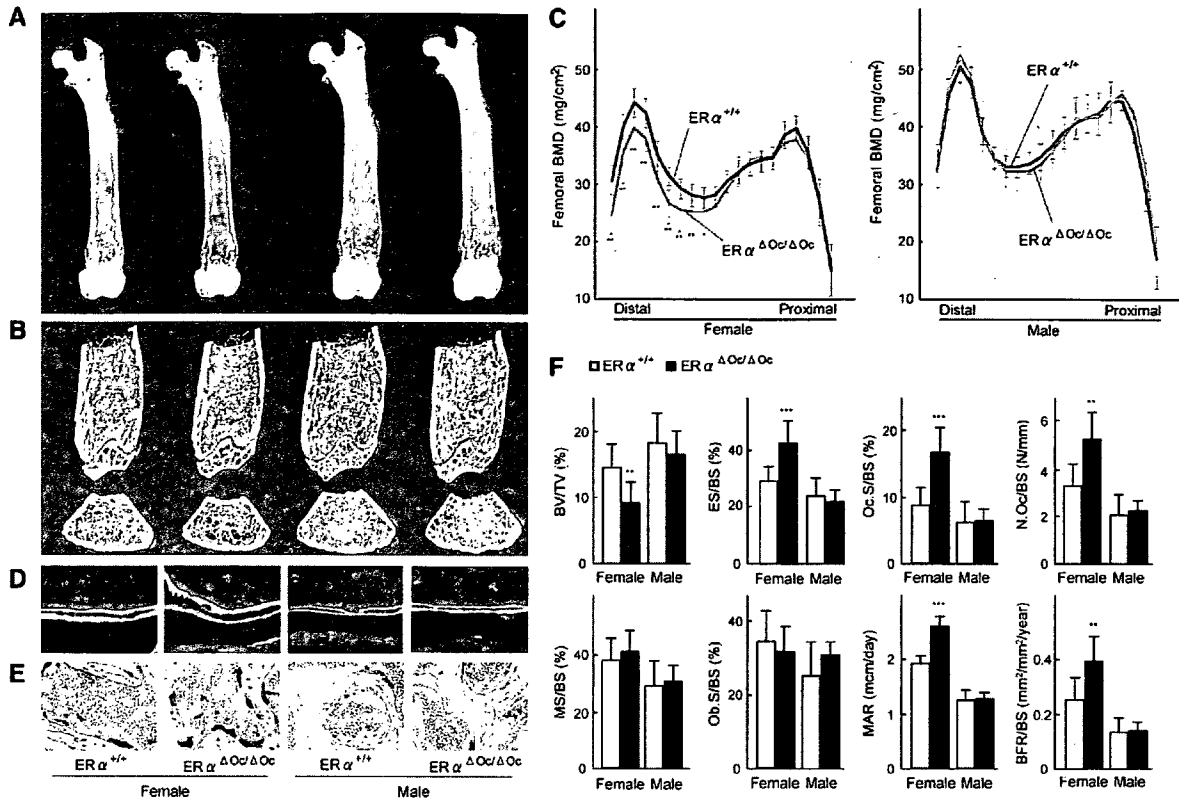 A
B
D
E
ERα+/+
ERαΔOc/ΔOc
ERα+/+
ERαΔOc/ΔOc
Female
Male
C
Femoral BMD (mg/cm2)
50
40
30
20
10
ERα+/+
ERαΔOc/ΔOc
Distal
Proximal
Female
Femoral BMD (mg/cm2)
50
40
30
20
10
ERα+/+
ERαΔOc/ΔOc
Distal
Proximal
Male
F
ERα+/+ ERαΔOc/ΔOc
BV/TV (%)
20
10
0
**
Female Male
ES/BS (%)
40
20
0
***
Female Male
Oc.S/BS (%)
20
10
0
***
Female Male
N.Oc/BS (N/mm)
6
4
2
0
**
Female Male
MS/BS (%)
40
20
0
Female Male
Ob.S/BS (%)
40
20
0
Female Male
MAR (mcm/day)
2
1
0
***
Female Male
BFR/BS (mm2/mm2/year)
0.4
0.2
0
**
Female Male